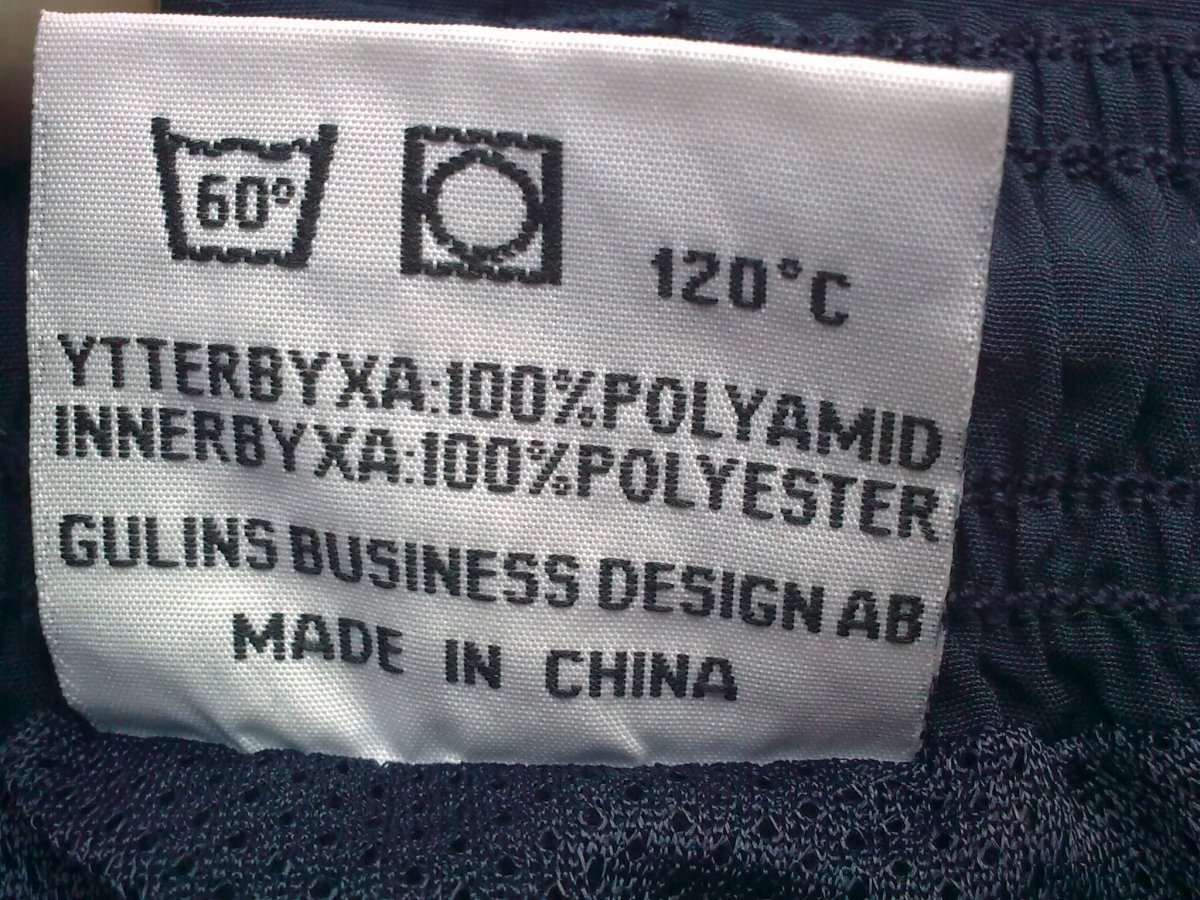 60°
120°C
YTTERBYXA:100%POLYAMID
INNERBYXA:100%POLYESTER
GULINS BUSINESS DESIGN AB
MADE IN CHINA